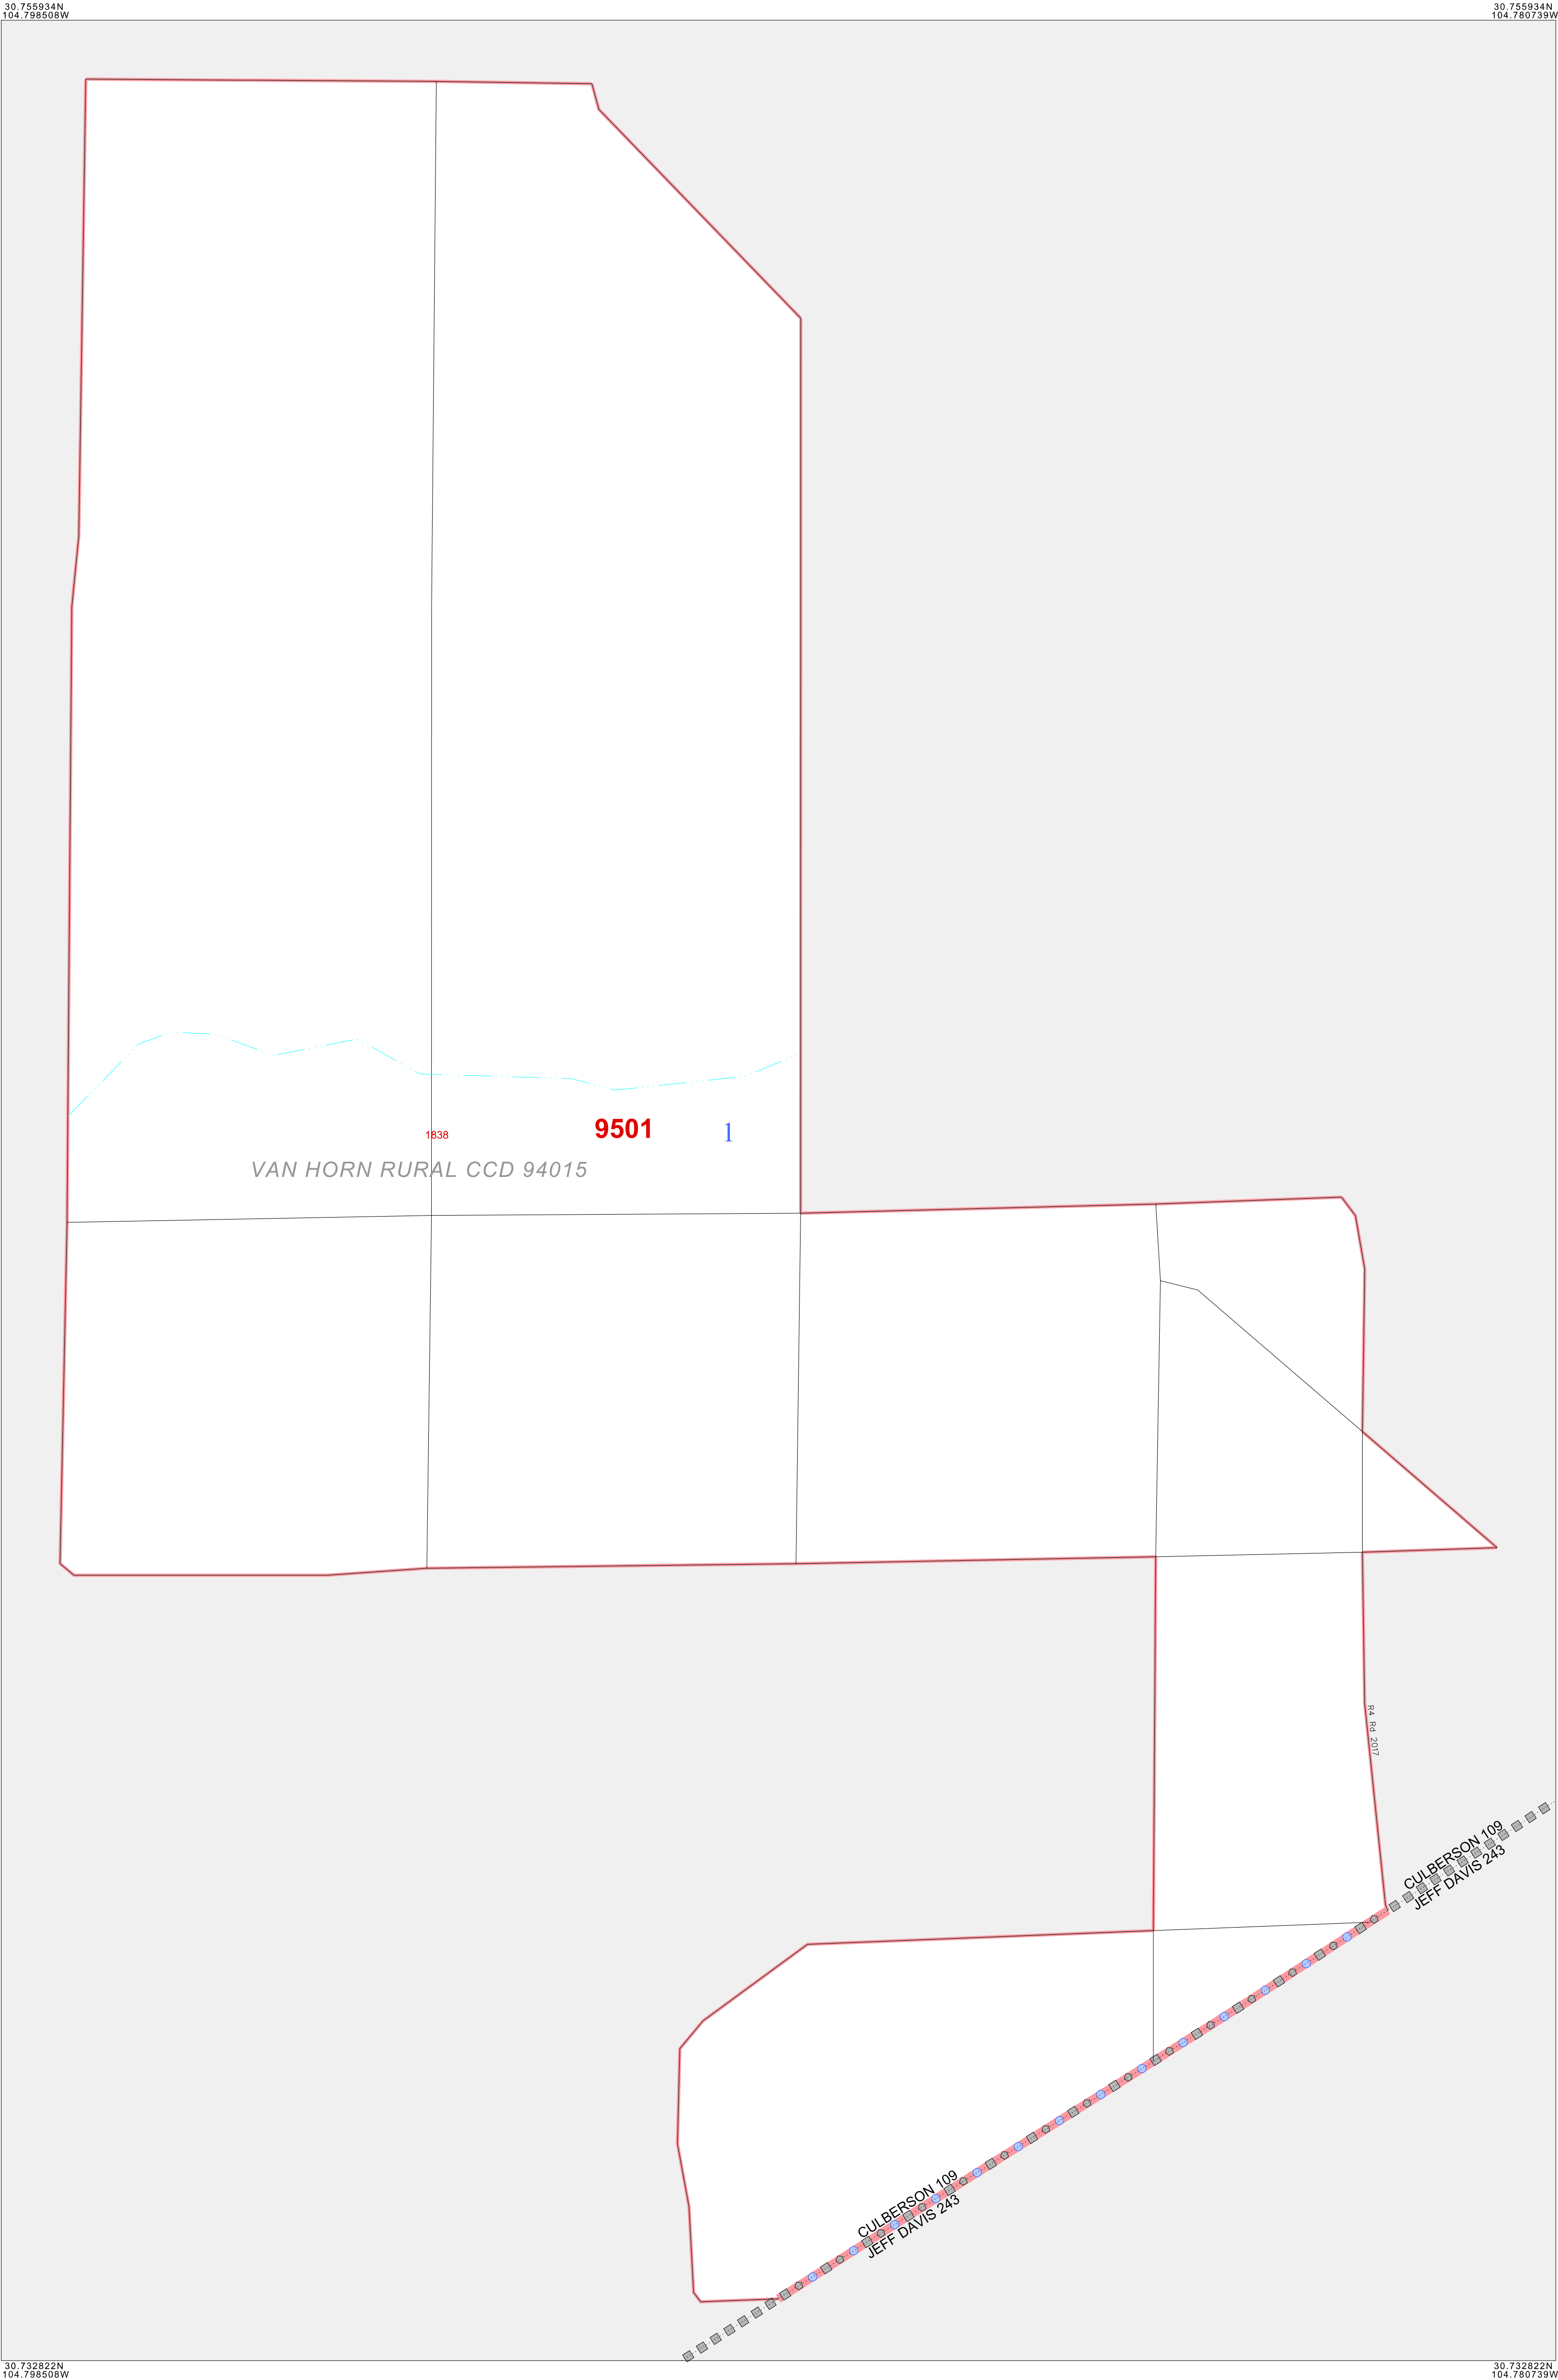 30.755934N
104.798508W
30.755934N
104.780739W
1838
9501
1
VAN HORN RURAL CCD 94015
R4 Rd 2017
CULBERSON 109
JEFF DAVIS 243
CULBERSON 109
JEFF DAVIS 243
30.732822N
104.798508W
30.732822N
104.780739W